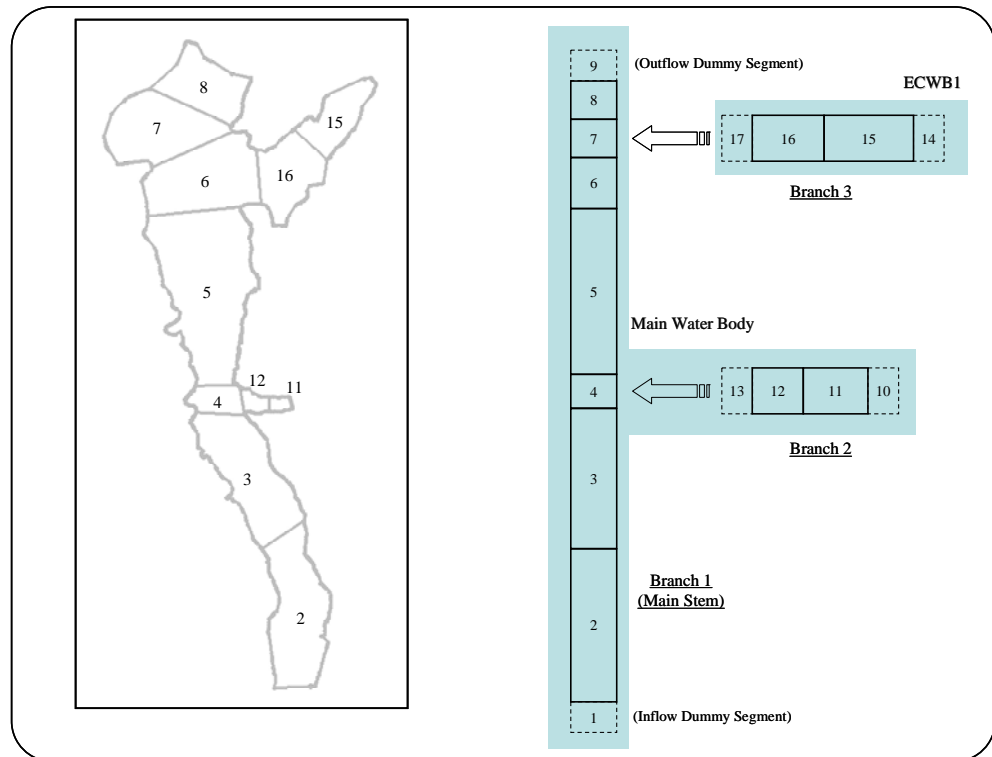 8
7
15
6
16
5
12
11
4
3
2
9
(Outflow Dummy Segment)
8
7
6
5
4
3
2
1
(Inflow Dummy Segment)
ECWB1
17 16 15 14
Branch 3
Main Water Body
13 12 11 10
Branch 2
Branch 1
(Main Stem)